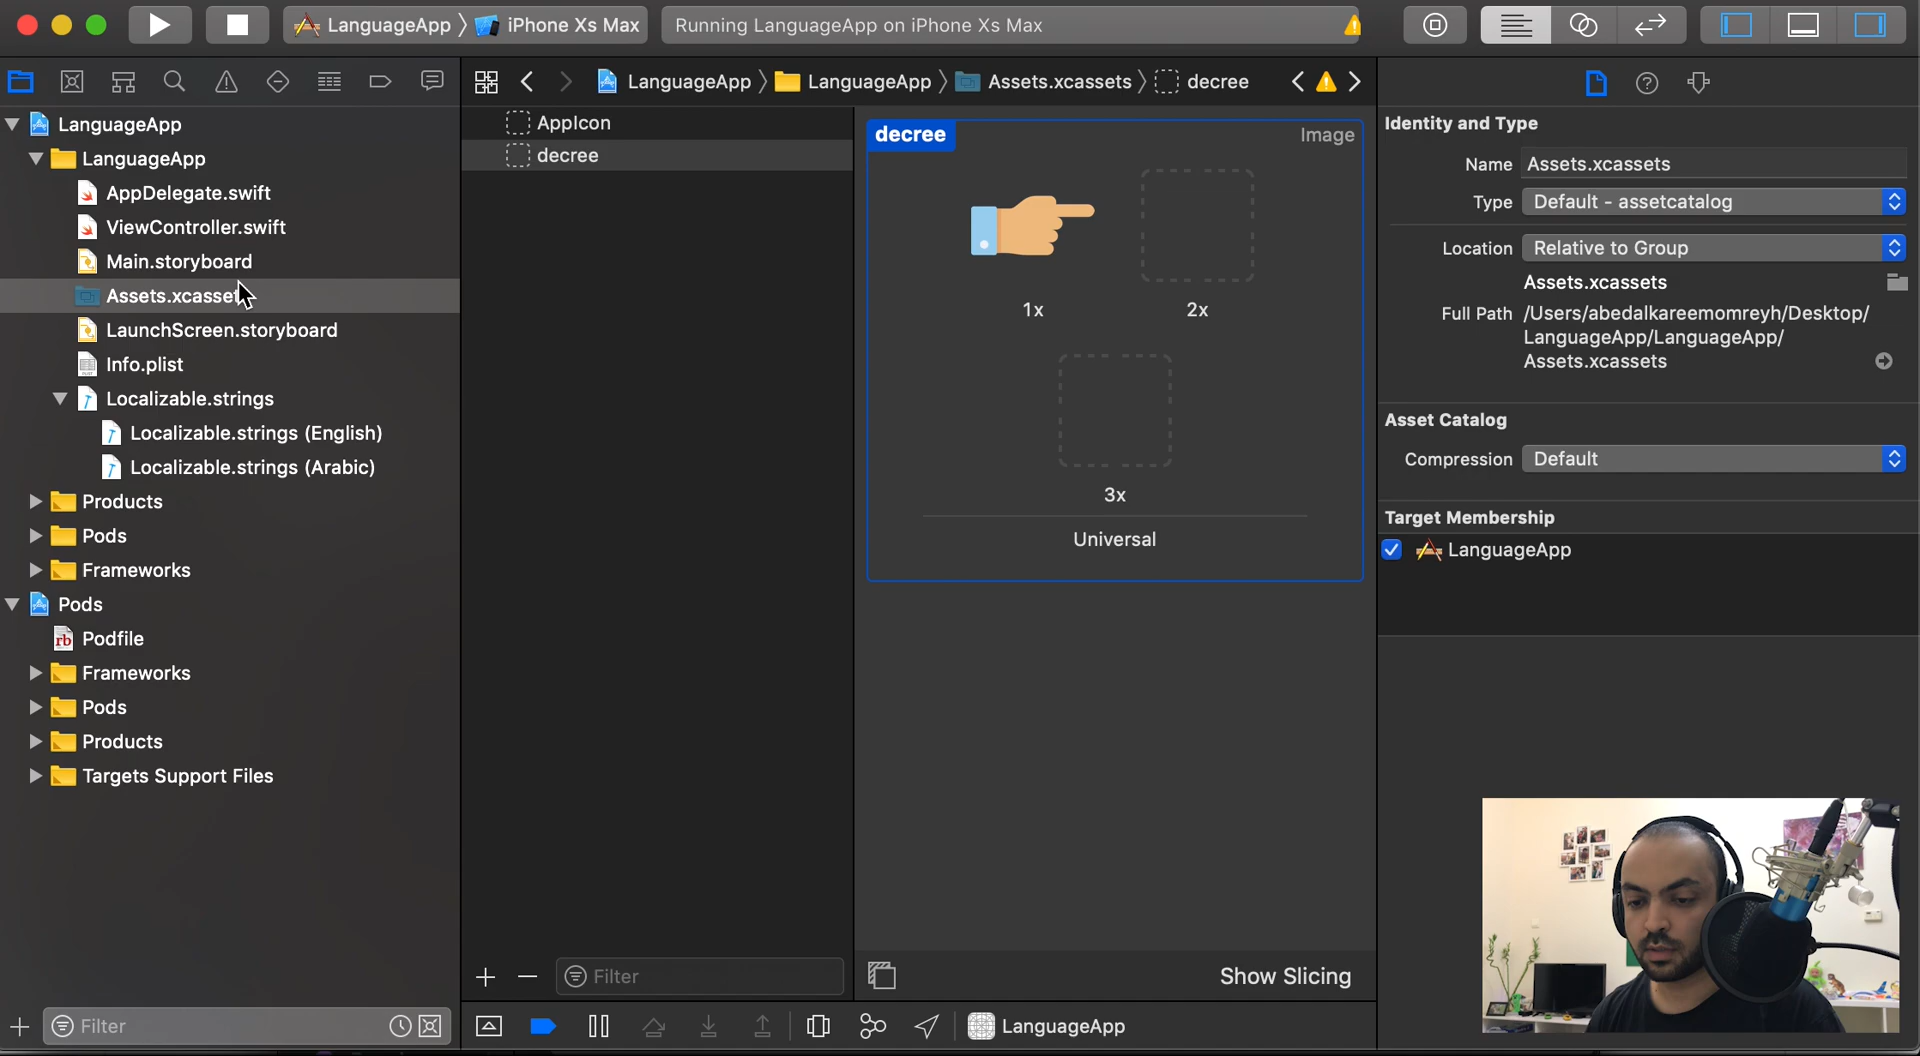 LanguageApp
iPhone Xs Max
Running LanguageApp on iPhone Xs Max
LanguageApp
LanguageApp
Assets.xcassets
decree
LanguageApp
LanguageApp
AppDelegate.swift
ViewController.swift
Main.storyboard
Assets.xcasset
LaunchScreen.storyboard
Info.plist
Localizable.strings
Localizable.strings (English)
Localizable.strings (Arabic)
Products
Pods
Frameworks
Pods
rb Podfile
Frameworks
Pods
Products
Targets Support Files
Filter
AppIcon
decree
Filter
decree
Image
1x
2x
3x
Universal
Show Slicing
LanguageApp
Identity and Type
Name Assets.xcassets
Type Default - assetcatalog
Location Relative to Group
Assets.xcassets
Full Path /Users/abedalkareemomreyh/Desktop/
LanguageApp/LanguageApp/
Assets.xcassets
Asset Catalog
Compression Default
Target Membership
LanguageApp